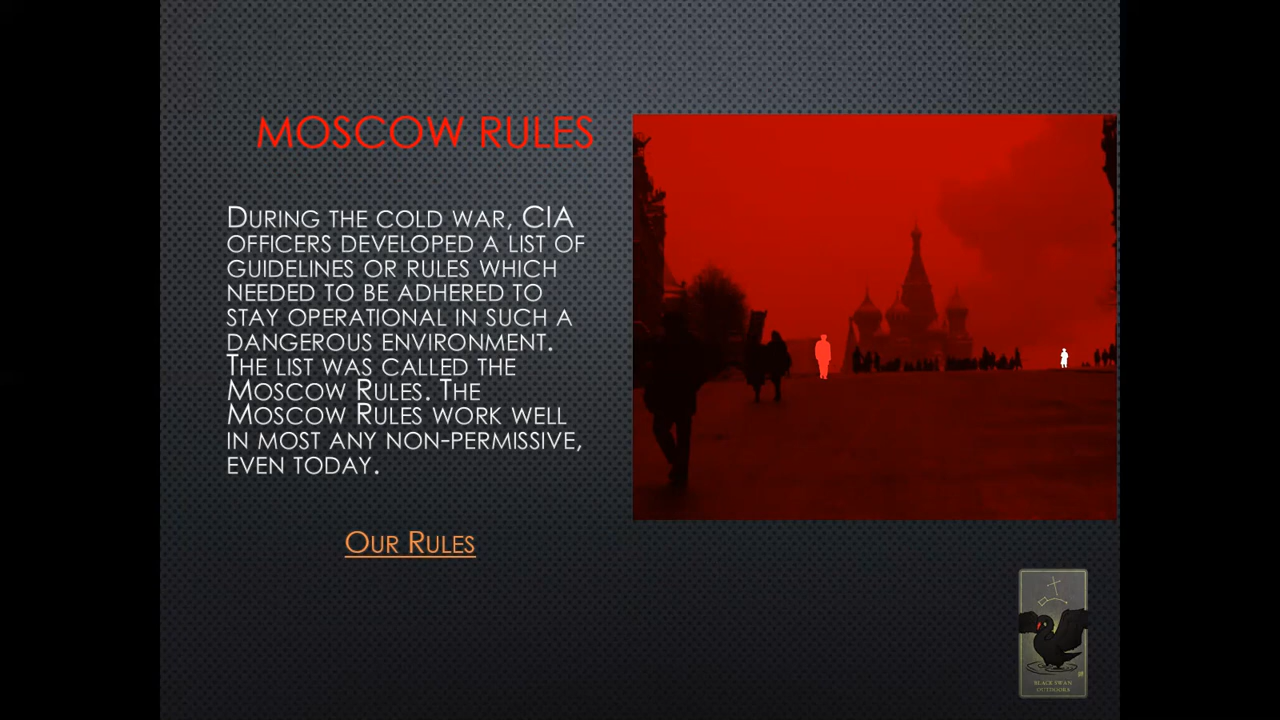 MOSCOW RULES
DURING THE COLD WAR, CIA
OFFICERS DEVELOPED A LIST OF
GUIDELINES OR RULES WHICH
NEEDED TO BE ADHERED TO
STAY OPERATIONAL IN SUCH A
DANGEROUS ENVIRONMENT.
THE LIST WAS CALLED THE
MOSCOW RULES. THE
MOSCOW RULES WORK WELL
IN MOST ANY NON-PERMISSIVE,
EVEN TODAY.
OUR RULES
BLACK SWAN
OUTDOORS